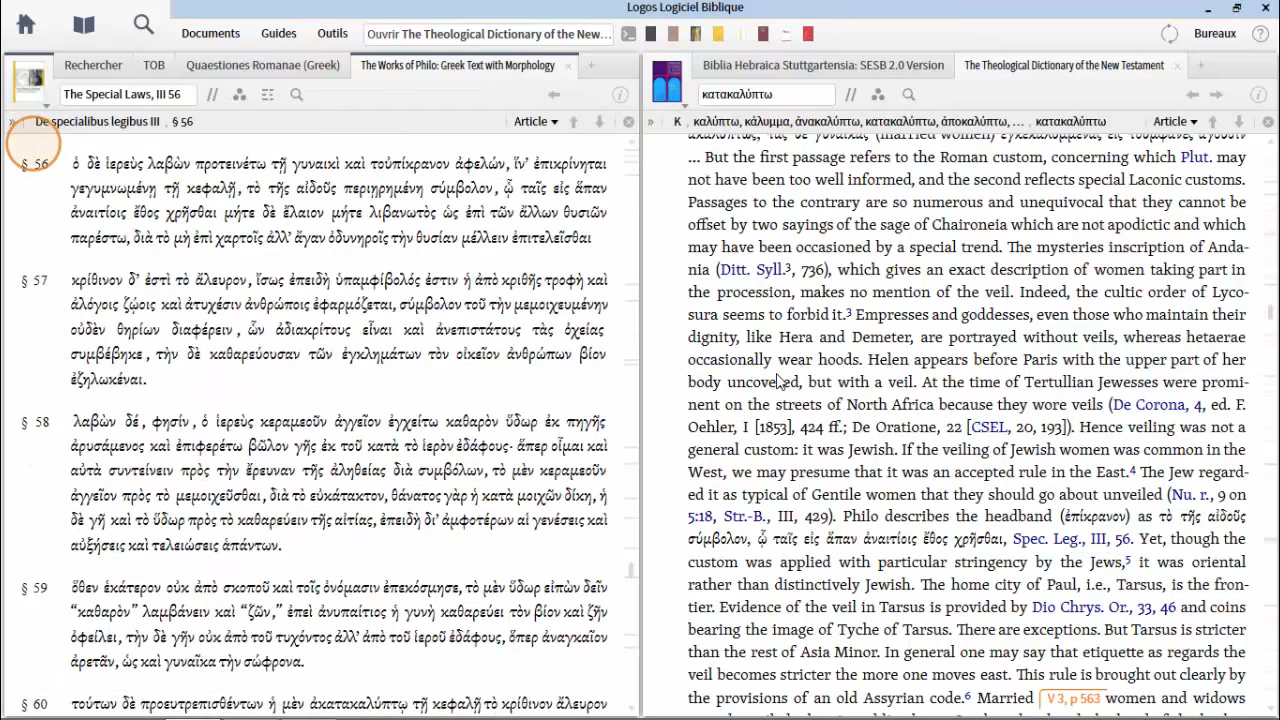 Logos Logiciel Biblique
Documents Guides Outils Ouvrir The Theological Dictionary of the New... Bureaux
Rechercher TOB Quaestiones Romanae (Greek) The Works of Philo: Greek Text with Morphology
The Special Laws, III 56
De specialibus legibus III , § 56 Article
§ 56 ὁ δὲ ἱερεὺς λαβὼν προτεινέτω τῇ γυναικὶ καὶ τοὐπίκρανον ἀφελών, ἵν’ ἐπικρίνηται
γεγυμνωμένῃ τῇ κεφαλῇ, τὸ τῆς αἰδοῦς περιῃρημένη σύμβολον, ᾧ ταῖς εἰς ἅπαν
ἀναιτίοις ἔθος χρῆσθαι μήτε δὲ ἔλαιον μήτε λιβανωτὸς ὡς ἐπὶ τῶν ἄλλων θυσιῶν
παρέστω, διὰ τὸ μὴ ἐπὶ χαρτοῖς ἀλλ’ ἄγαν ὀδυνηροῖς τὴν θυσίαν μέλλειν ἐπιτελεῖσθαι
§ 57 κρίθινον δ’ ἐστὶ τὸ ἄλευρον, ἴσως ἐπειδὴ ὑπαμφίβολός ἐστιν ἡ ἀπὸ κριθῆς τροφὴ καὶ
ἀλόγοις ζῴοις καὶ ἀτυχέσιν ἀνθρώποις ἐφαρμόζεται, σύμβολον τοῦ τὴν μεμοιχευμένην
οὐδὲν θηρίων διαφέρειν, ὧν ἀδιακρίτους εἶναι καὶ ἀνεπιστάτους τὰς ὀχείας
συμβέβηκε, τὴν δὲ καθαρεύουσαν τῶν ἐγκλημάτων τὸν οἰκεῖον ἀνθρώπων βίον
ἐζηλωκέναι.
§ 58 λαβὼν δέ, φησίν, ὁ ἱερεὺς κεραμεοῦν ἀγγεῖον ἐγχείτω καθαρὸν ὕδωρ ἐκ πηγῆς
ἀρυσάμενος καὶ ἐπιφερέτω βῶλον γῆς ἐκ τοῦ κατὰ τὸ ἱερὸν ἐδάφους· ἅπερ οἶμαι καὶ
αὐτὰ συντείνειν πρὸς τὴν ἔρευναν τῆς ἀληθείας διὰ συμβόλων, τὸ μὲν κεραμεοῦν
ἀγγεῖον πρὸς τὸ μεμοιχεῦσθαι, διὰ τὸ εὐκάτακτον, θάνατος γὰρ ἡ κατὰ μοιχῶν δίκη, ἡ
δὲ γῆ καὶ τὸ ὕδωρ πρὸς τὸ καθαρεύειν τῆς αἰτίας, ἐπειδὴ δι’ ἀμφοτέρων αἱ γενέσεις καὶ
αὐξήσεις καὶ τελειώσεις ἁπάντων.
§ 59 ὅθεν ἑκάτερον οὐκ ἀπὸ σκοποῦ καὶ τοῖς ὀνόμασιν ἐπεκόσμησε, τὸ μὲν ὕδωρ εἰπὼν δεῖν
“καθαρὸν” λαμβάνειν καὶ “ζῶν,” ἐπεὶ ἀνυπαίτιος ἡ γυνὴ καθαρεύει τὸν βίον καὶ ζῆν
ὀφείλει, τὴν δὲ γῆν οὐκ ἀπὸ τοῦ τυχόντος ἀλλ’ ἀπὸ τοῦ ἱεροῦ ἐδάφους, ὅπερ ἀναγκαῖον
ἀρετᾶν, ὡς καὶ γυναῖκα τὴν σώφρονα.
§ 60 τούτων δὲ προευτρεπισθέντων ἡ μὲν ἀκατακαλύπτῳ τῇ κεφαλῇ τὸ κρίθινον ἄλευρον
Biblia Hebraica Stuttgartensia: SESB 2.0 Version The Theological Dictionary of the New Testament
κατακαλύπτω
K , καλύπτω, κάλυμμα, ἀνακαλύπτω, κατακαλύπτω, ἀποκαλύπτω, … κατακαλύπτω Article
… But the first passage refers to the Roman custom, concerning which Plut. may
not have been too well informed, and the second reflects special Laconic customs.
Passages to the contrary are so numerous and unequivocal that they cannot be
offset by two sayings of the sage of Chaironeia which are not apodictic and which
may have been occasioned by a special trend. The mysteries inscription of Anda-
nia (Ditt. Syll.³, 736), which gives an exact description of women taking part in
the procession, makes no mention of the veil. Indeed, the cultic order of Lyco-
sura seems to forbid it.³ Empresses and goddesses, even those who maintain their
dignity, like Hera and Demeter, are portrayed without veils, whereas hetaerae
occasionally wear hoods. Helen appears before Paris with the upper part of her
body uncovered, but with a veil. At the time of Tertullian Jewesses were promi-
nent on the streets of North Africa because they wore veils (De Corona, 4, ed. F.
Oehler, I [1853], 424 ff.; De Oratione, 22 [CSEL, 20, 193]). Hence veiling was not a
general custom: it was Jewish. If the veiling of Jewish women was common in the
West, we may presume that it was an accepted rule in the East.⁴ The Jew regard-
ed it as typical of Gentile women that they should go about unveiled (Nu. r., 9 on
5:18, Str.-B., III, 429). Philo describes the headband (ἐπίκρανον) as τὸ τῆς αἰδοῦς
σύμβολον, ᾧ ταῖς εἰς ἅπαν ἀναιτίοις ἔθος χρῆσθαι, Spec. Leg., III, 56. Yet, though the
custom was applied with particular stringency by the Jews,⁵ it was oriental
rather than distinctively Jewish. The home city of Paul, i.e., Tarsus, is the fron-
tier. Evidence of the veil in Tarsus is provided by Dio Chrys. Or., 33, 46 and coins
bearing the image of Tyche of Tarsus. There are exceptions. But Tarsus is stricter
than the rest of Asia Minor. In general one may say that etiquette as regards the
veil becomes stricter the more one moves east. This rule is brought out clearly by
the provisions of an old Assyrian code.⁶ Married V 3, p 563 women and widows